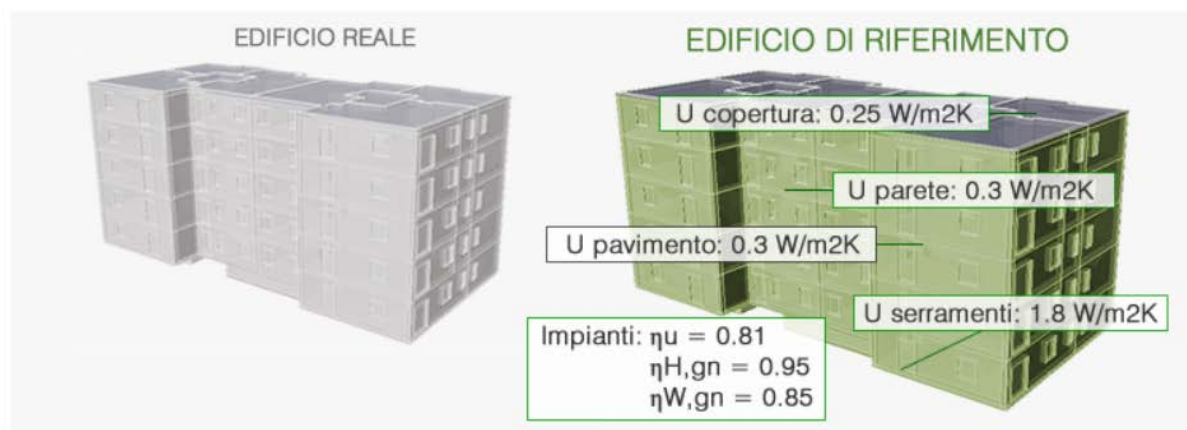 EDIFICIO REALE
EDIFICIO DI RIFERIMENTO
U copertura: 0.25 W/m2K
U parete: 0.3 W/m2K
U pavimento: 0.3 W/m2K
U serramenti: 1.8 W/m2K
Impianti: ηu = 0.81
ηH,gn = 0.95
ηW,gn = 0.85